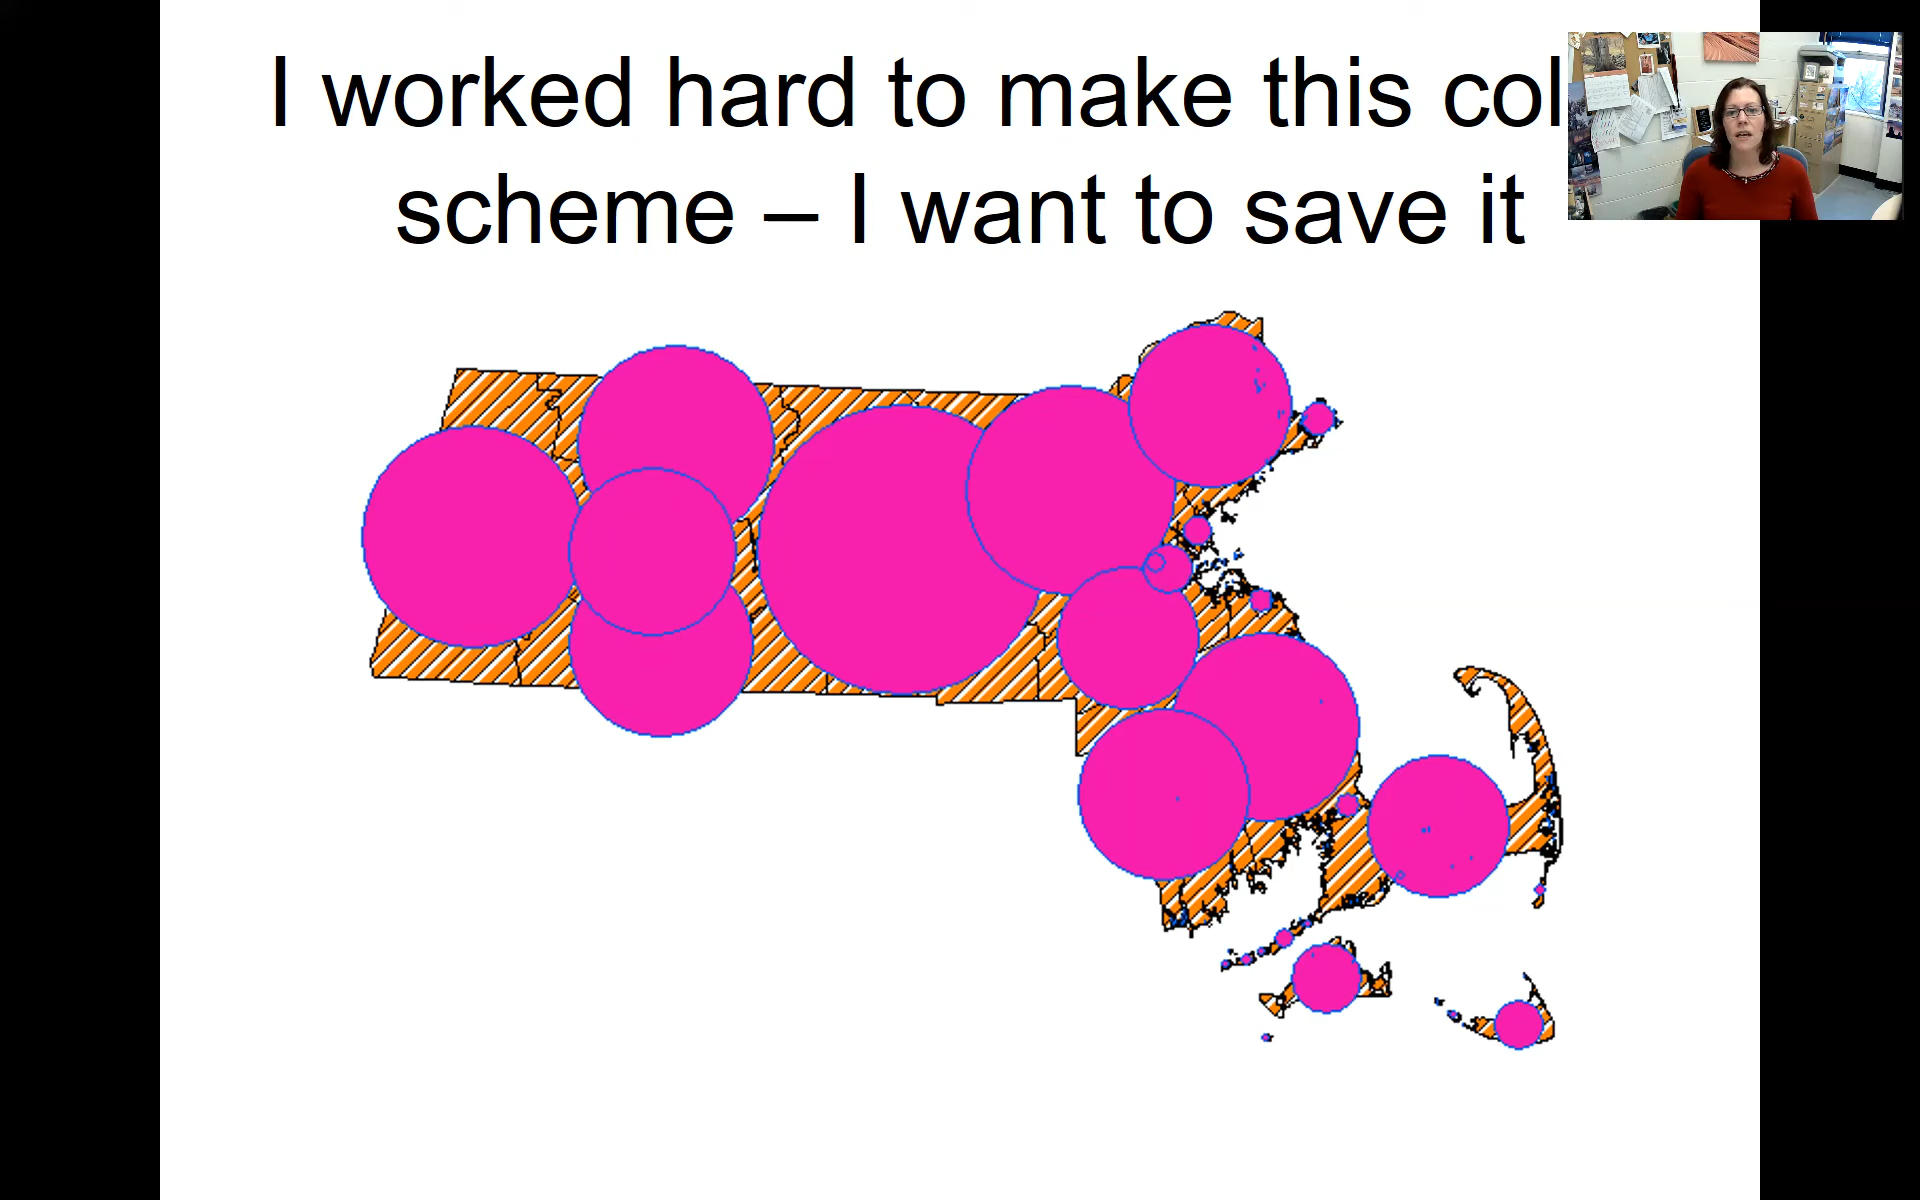 I worked hard to make this col
scheme – I want to save it